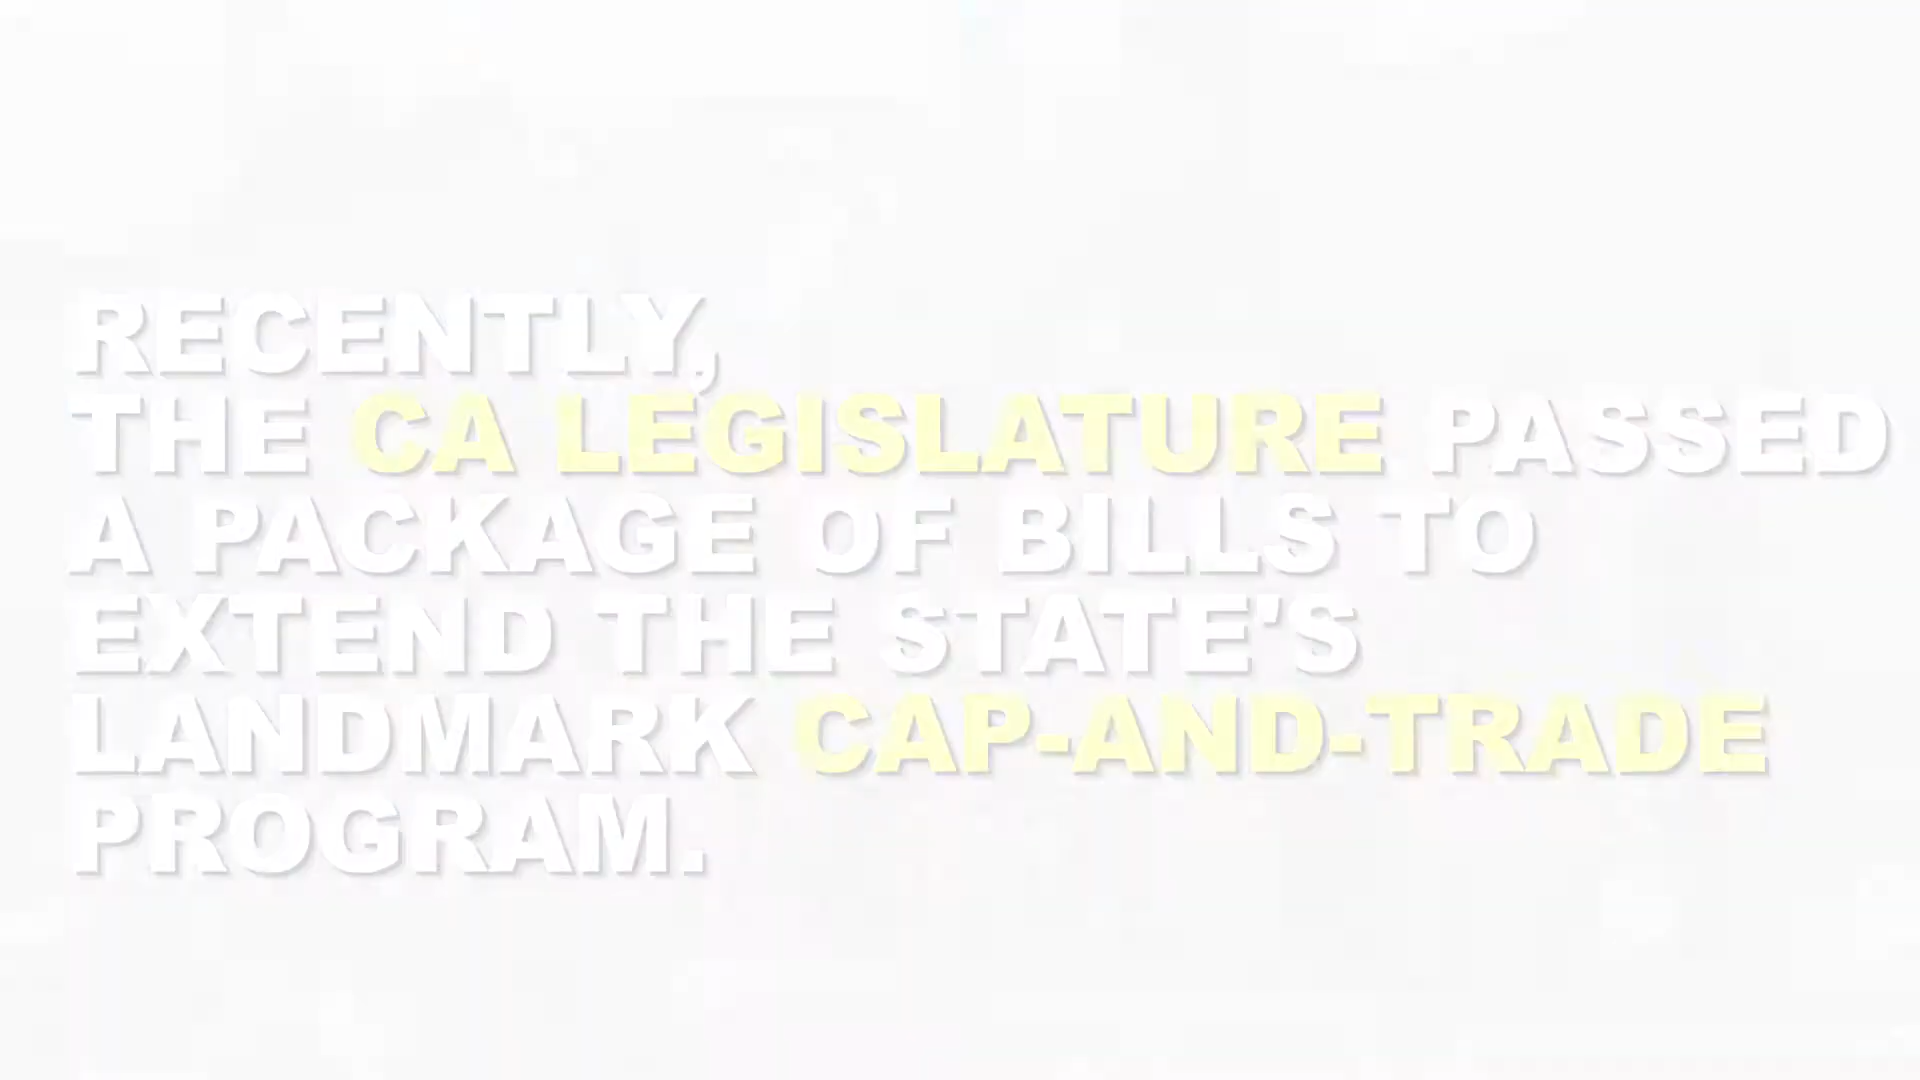 RECENTLY,
THE CA LEGISLATURE PASSED
A PACKAGE OF BILLS TO
EXTEND THE STATE'S
LANDMARK CAP-AND-TRADE
PROGRAM.